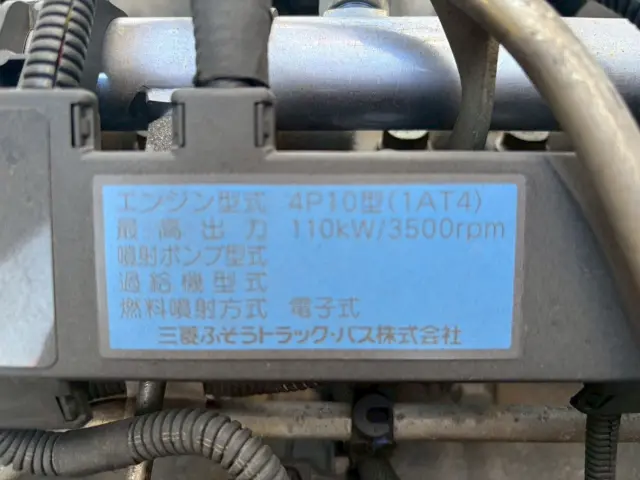 エンジン型式 4P10型(1AT4)
最高出力 110kW/3500rpm
噴射ポンプ型式
過給機型式
燃料噴射方式 電子式
三菱ふそうトラック・バス株式会社